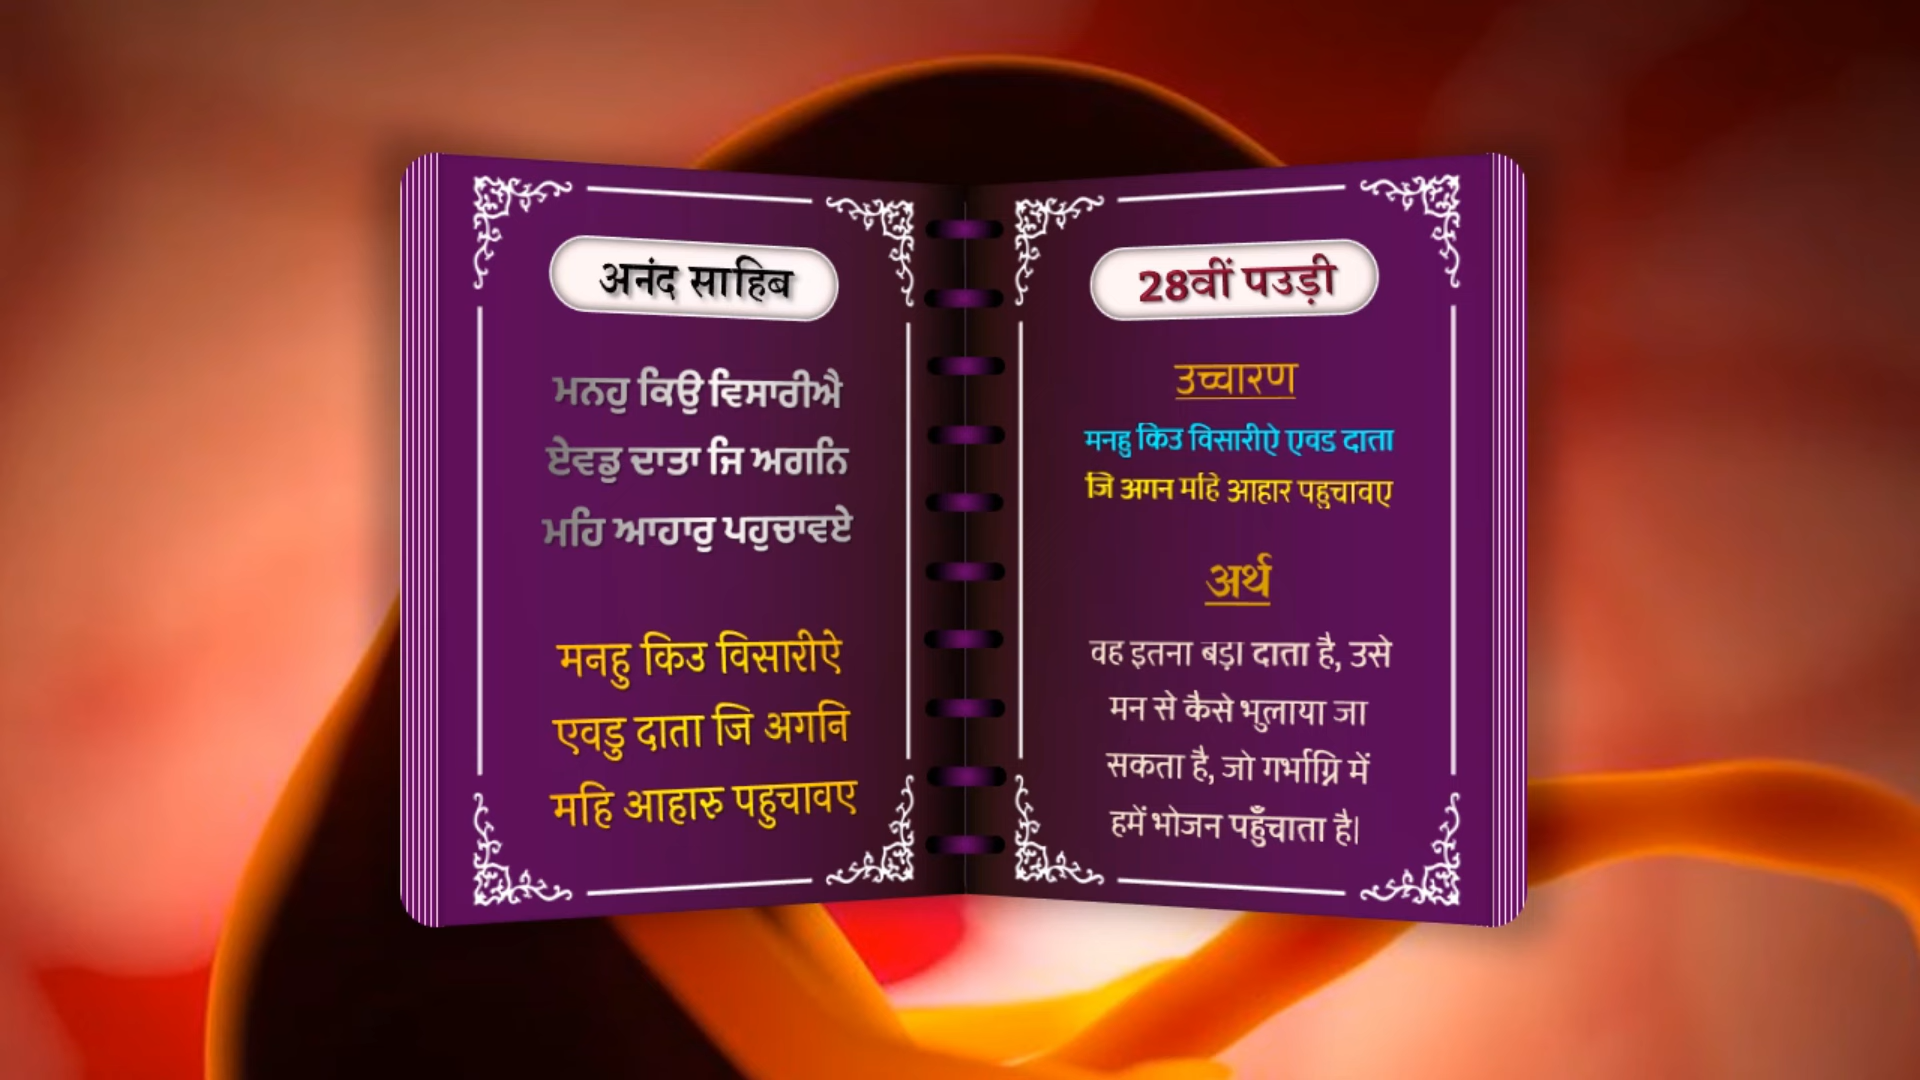 अनंद साहिब
ਮਨਹੁ ਕਿਉ ਵਿਸਾਰੀਐ
ਏਵਡੁ ਦਾਤਾ ਜਿ ਅਗਨਿ
ਮਹਿ ਆਹਾਰੁ ਪਹੁਚਾਵਏ
मनहु किउ विसारीऐ
एवडु दाता जि अगनि
महि आहारु पहुचावए
28वीं पउड़ी
उच्चारण
मनहु किउ विसारीऐ एवड दाता
जि अगन महि आहार पहुचावए
अर्थ
वह इतना बड़ा दाता है, उसे
मन से कैसे भुलाया जा
सकता है, जो गर्भाग्नि में
हमें भोजन पहुँचाता है।